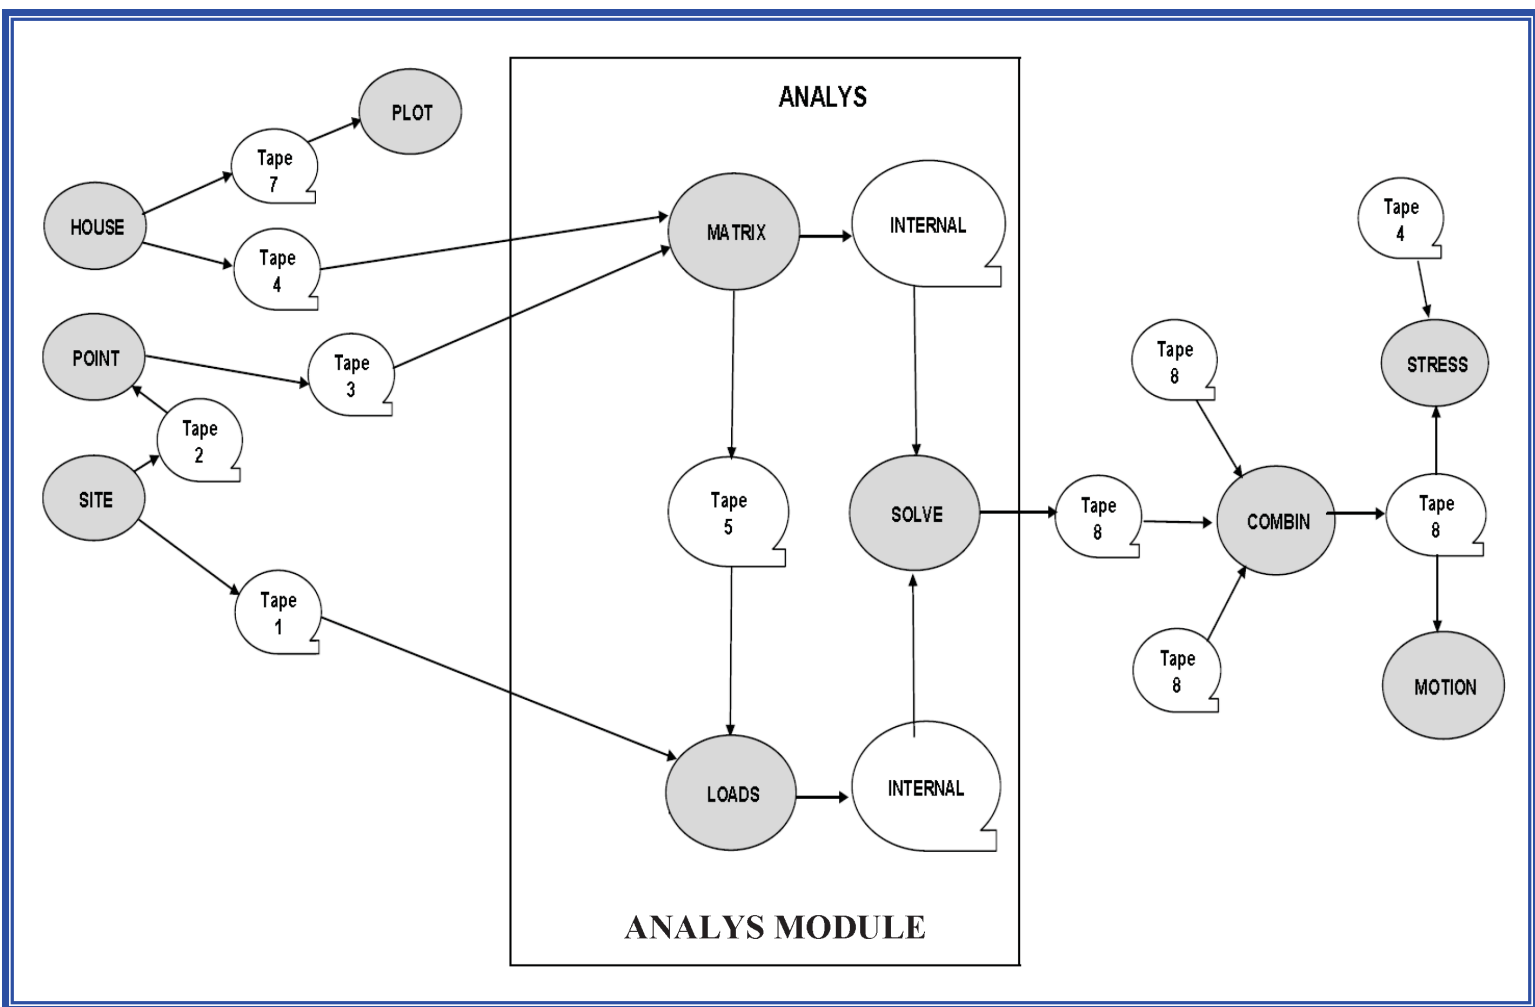 PLOT
Tape
7
HOUSE
Tape
4
POINT
Tape
3
Tape
2
SITE
Tape
1
ANALYS
MATRIX
INTERNAL
Tape
5
SOLVE
LOADS
INTERNAL
ANALYS MODULE
Tape
8
Tape
8
COMBIN
Tape
8
Tape
4
STRESS
Tape
8
MOTION